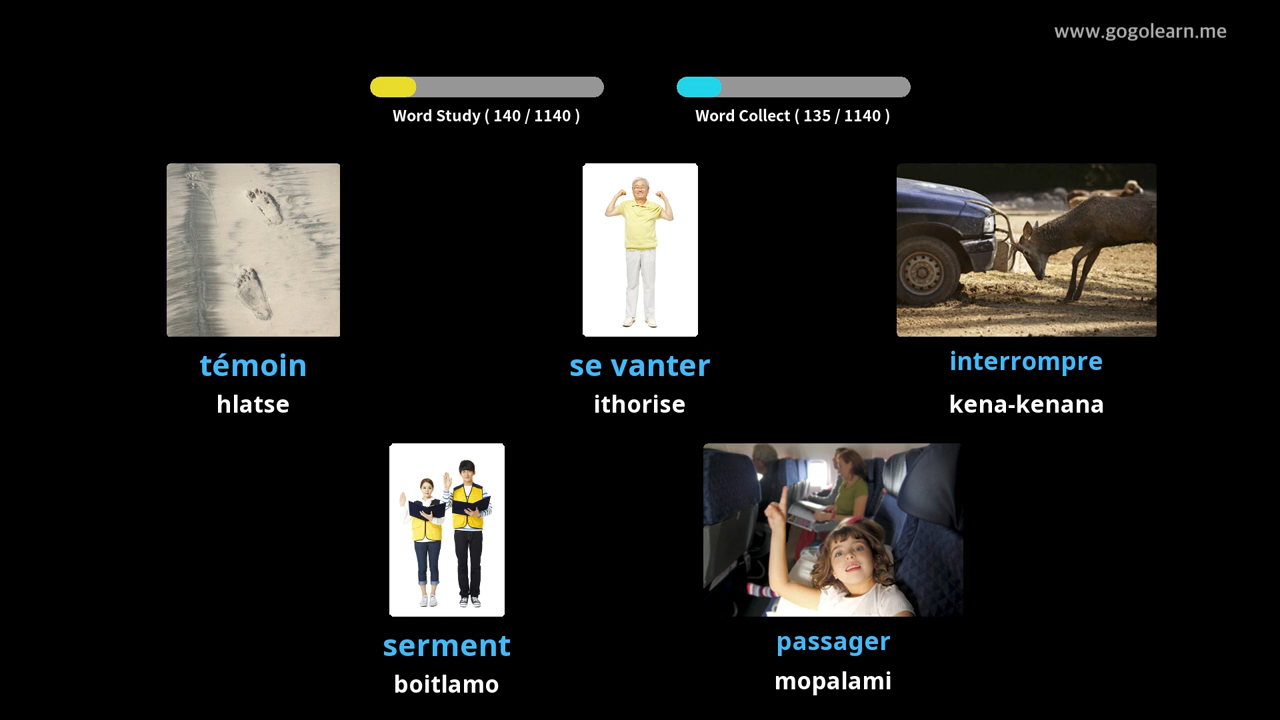 www.gogolearn.me
Word Study ( 140 / 1140 )
Word Collect ( 135 / 1140 )
témoin
hlatse
se vanter
ithorise
interrompre
kena-kenana
serment
boitlamo
passager
mopalami